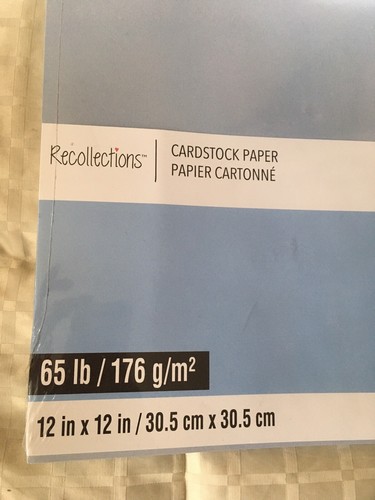 Recollections™
CARDSTOCK PAPER
PAPIER CARTONNÉ
65 lb / 176 g/m²
12 in x 12 in / 30.5 cm x 30.5 cm